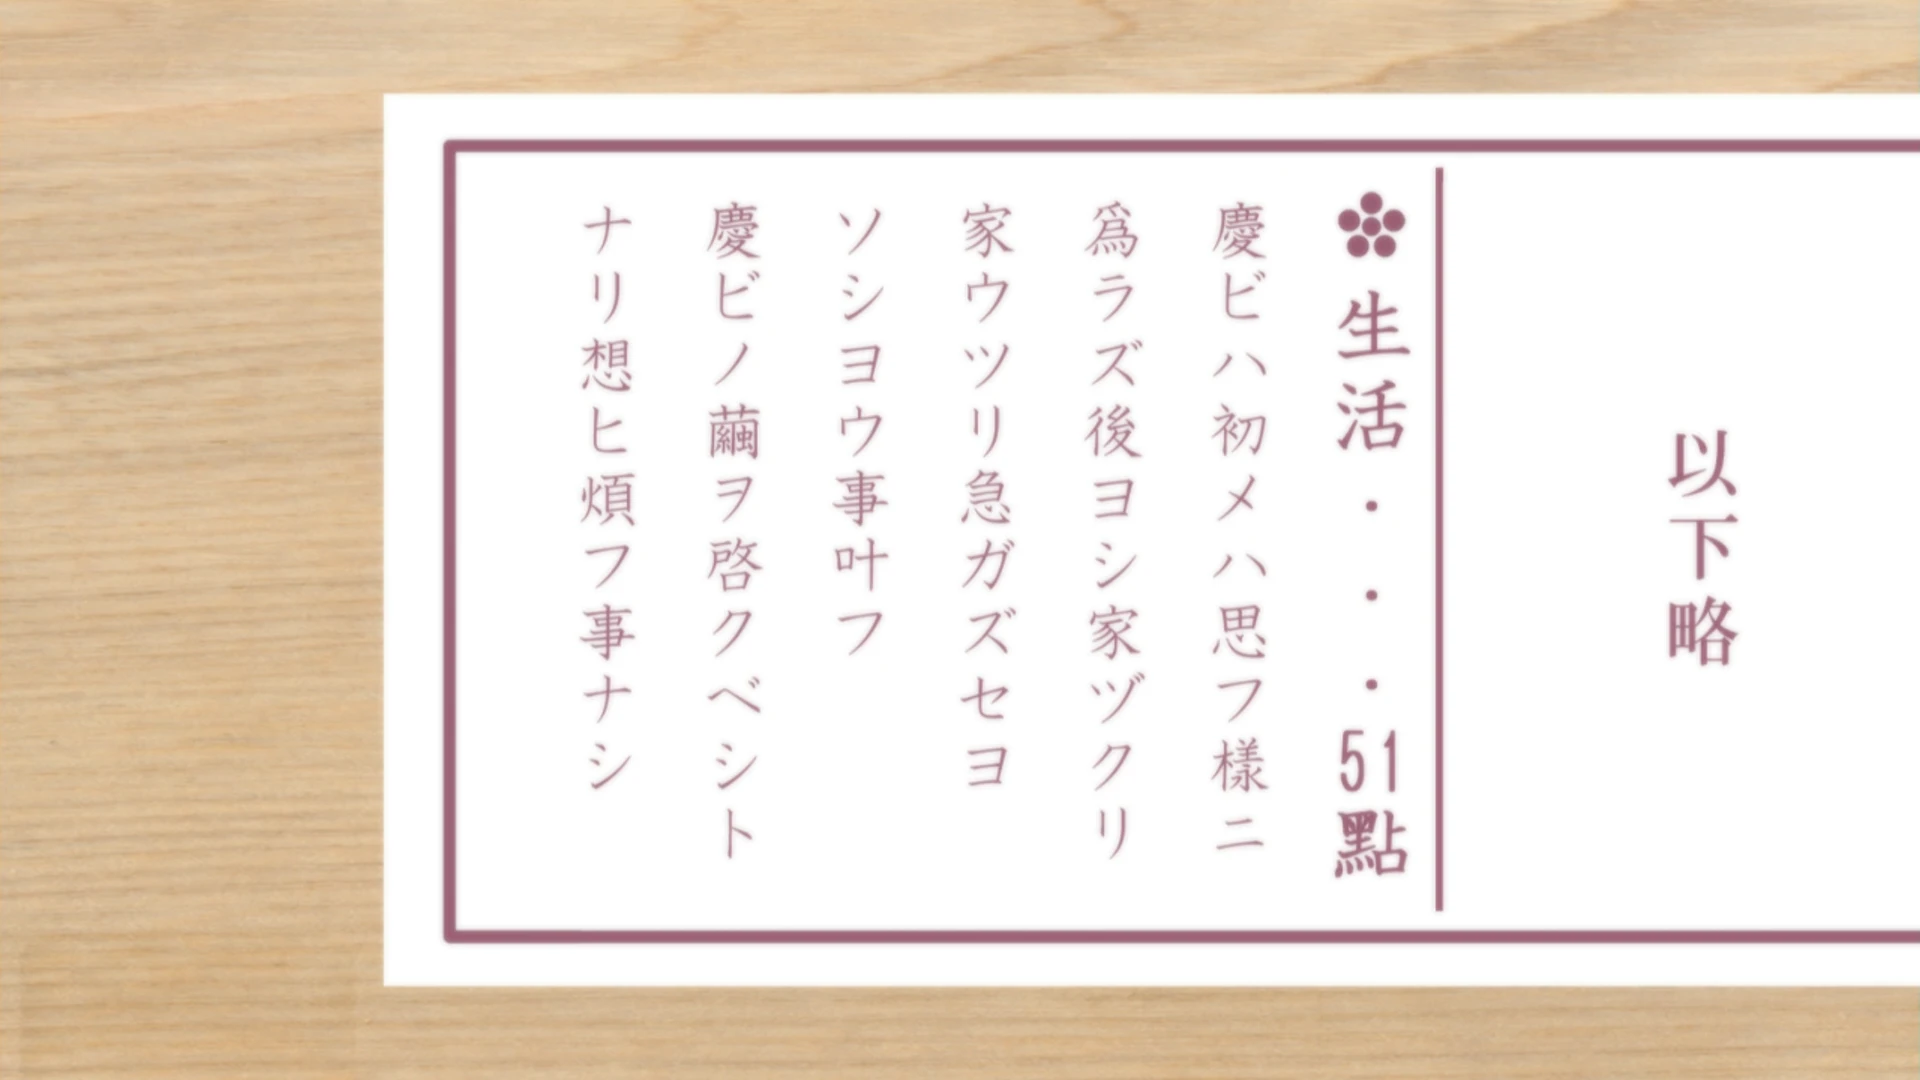 以下略
生活・・・51點
慶ビハ初メハ思フ樣ニ
爲ラズ後ヨシ家ヅクリ
家ウツリ急ガズセヨ
ソシヨウ事叶フ
慶ビノ繭ヲ啓クベシト
ナリ想ヒ煩フ事ナシ